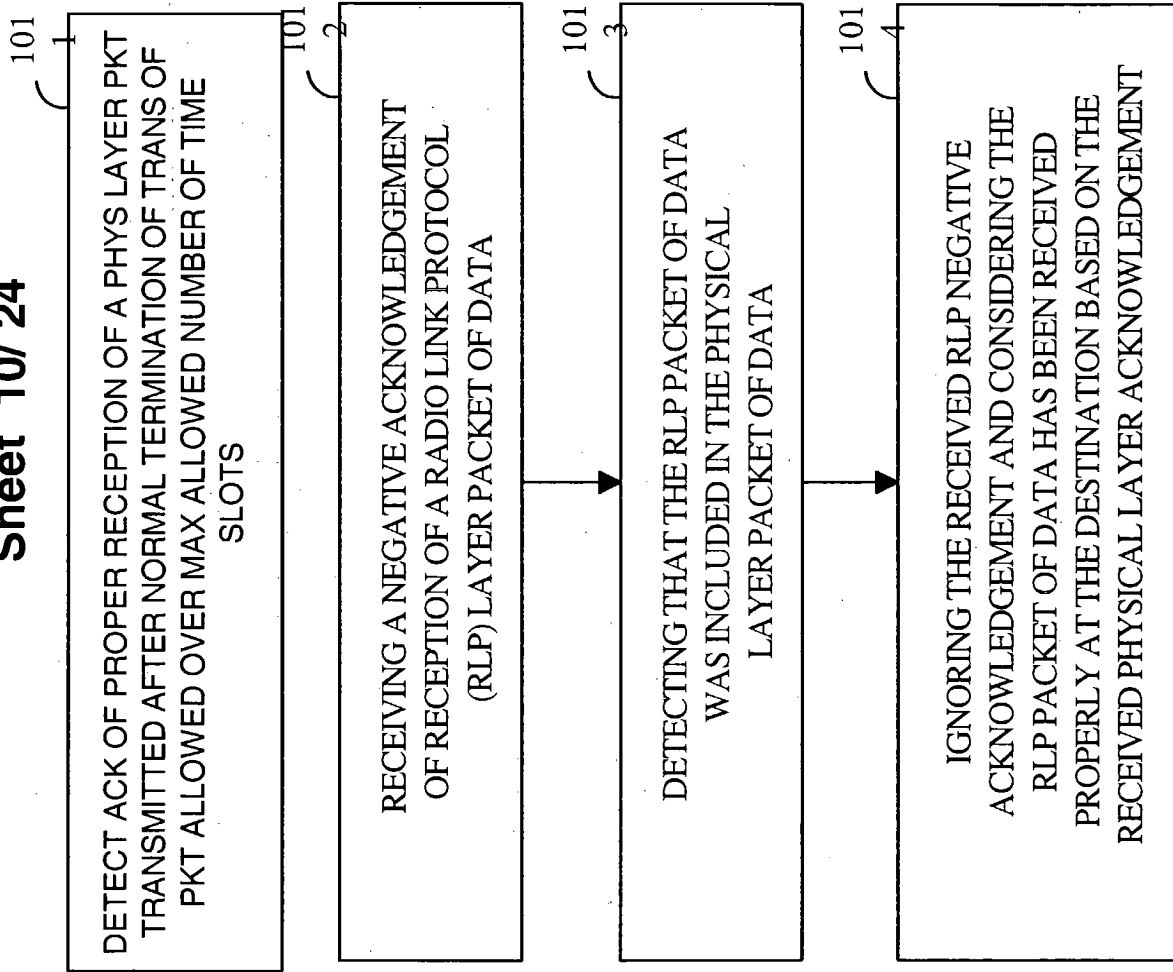 Sheet 10/ 24
101
1
DETECT ACK OF PROPER RECEPTION OF A PHYS LAYER PKT
TRANSMITTED AFTER NORMAL TERMINATION OF TRANS OF
PKT ALLOWED OVER MAX ALLOWED NUMBER OF TIME
SLOTS
101
2
RECEIVING A NEGATIVE ACKNOWLEDGEMENT
OF RECEPTION OF A RADIO LINK PROTOCOL
(RLP) LAYER PACKET OF DATA
101
3
DETECTING THAT THE RLP PACKET OF DATA
WAS INCLUDED IN THE PHYSICAL
LAYER PACKET OF DATA
101
4
IGNORING THE RECEIVED RLP NEGATIVE
ACKNOWLEDGEMENT AND CONSIDERING THE
RLP PACKET OF DATA HAS BEEN RECEIVED
PROPERLY AT THE DESTINATION BASED ON THE
RECEIVED PHYSICAL LAYER ACKNOWLEDGEMENT